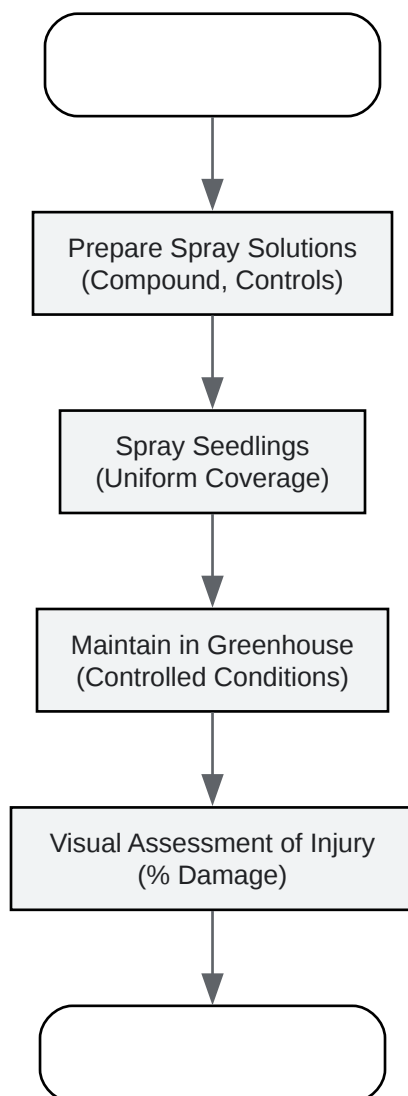 Prepare Spray Solutions
(Compound, Controls)
Spray Seedlings
(Uniform Coverage)
Maintain in Greenhouse
(Controlled Conditions)
Visual Assessment of Injury
(% Damage)